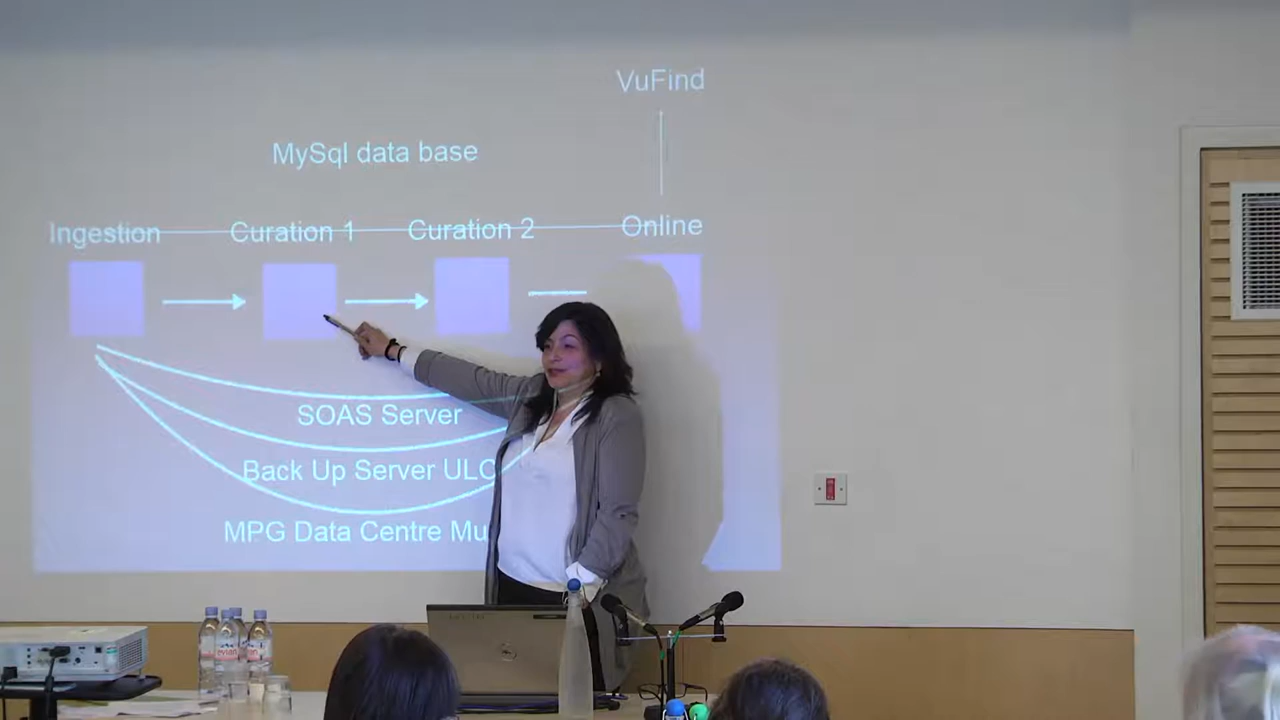 VuFind
MySql data base
Ingestion
Curation 1
Curation 2
Online
SOAS Server
Back Up Server ULC
MPG Data Centre Mu
evian